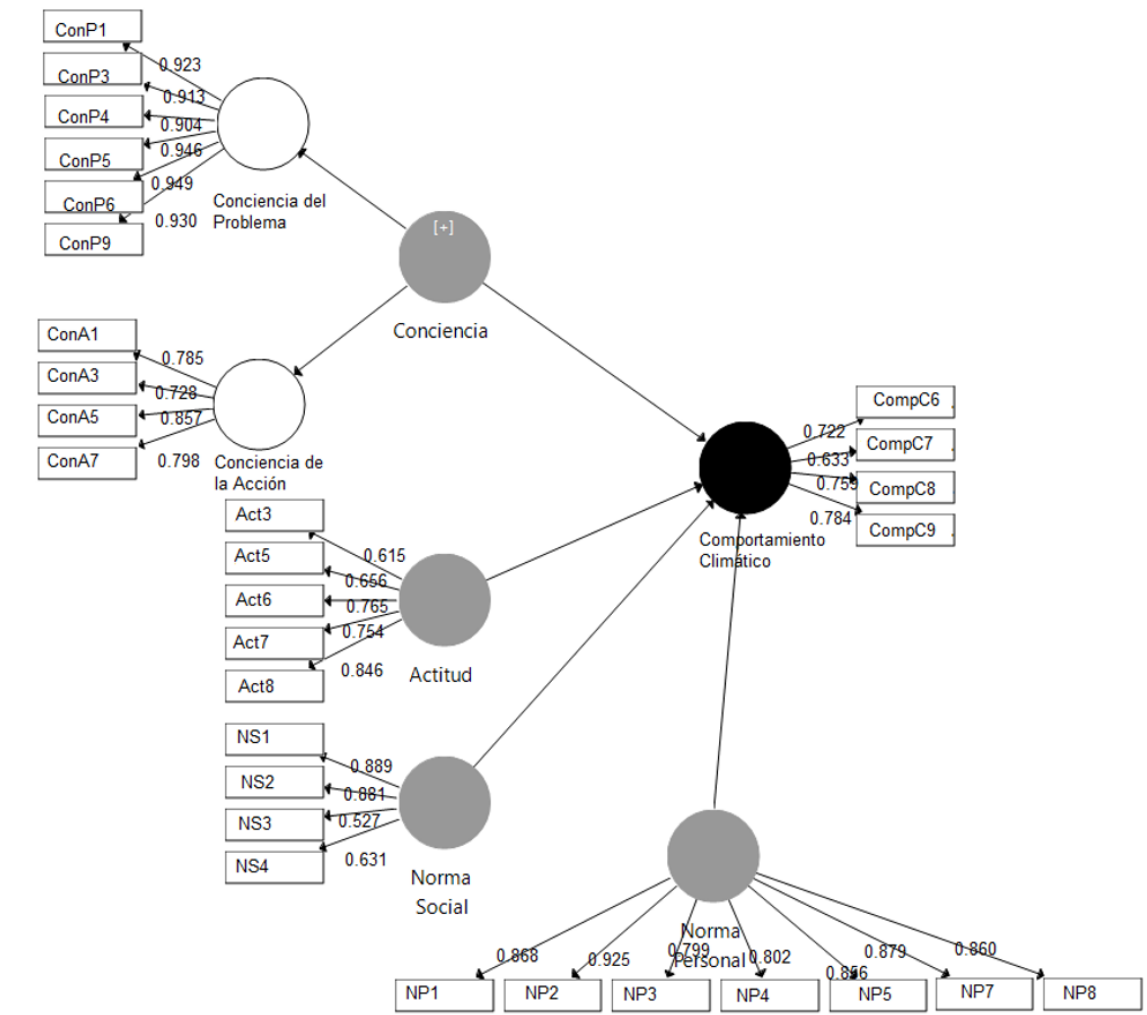 ConP1
0.923
ConP3
0.913
ConP4
0.904
ConP5
0.946
ConP6
0.949
ConP9
0.930
Conciencia del
Problema
[+]
Conciencia
ConA1
0.785
ConA3
0.728
ConA5
0.857
ConA7
0.798
Conciencia de
la Acción
CompC6
0.722
CompC7
0.633
CompC8
0.759
CompC9
0.784
Comportamiento
Climático
Act3
0.615
Act5
0.656
Act6
0.765
Act7
0.754
Act8
0.846
Actitud
NS1
0.889
NS2
0.881
NS3
0.527
NS4
0.631
Norma
Social
Norma
Personal
0.868
0.925
0.799
0.802
0.856
0.879
0.860
NP1
NP2
NP3
NP4
NP5
NP7
NP8